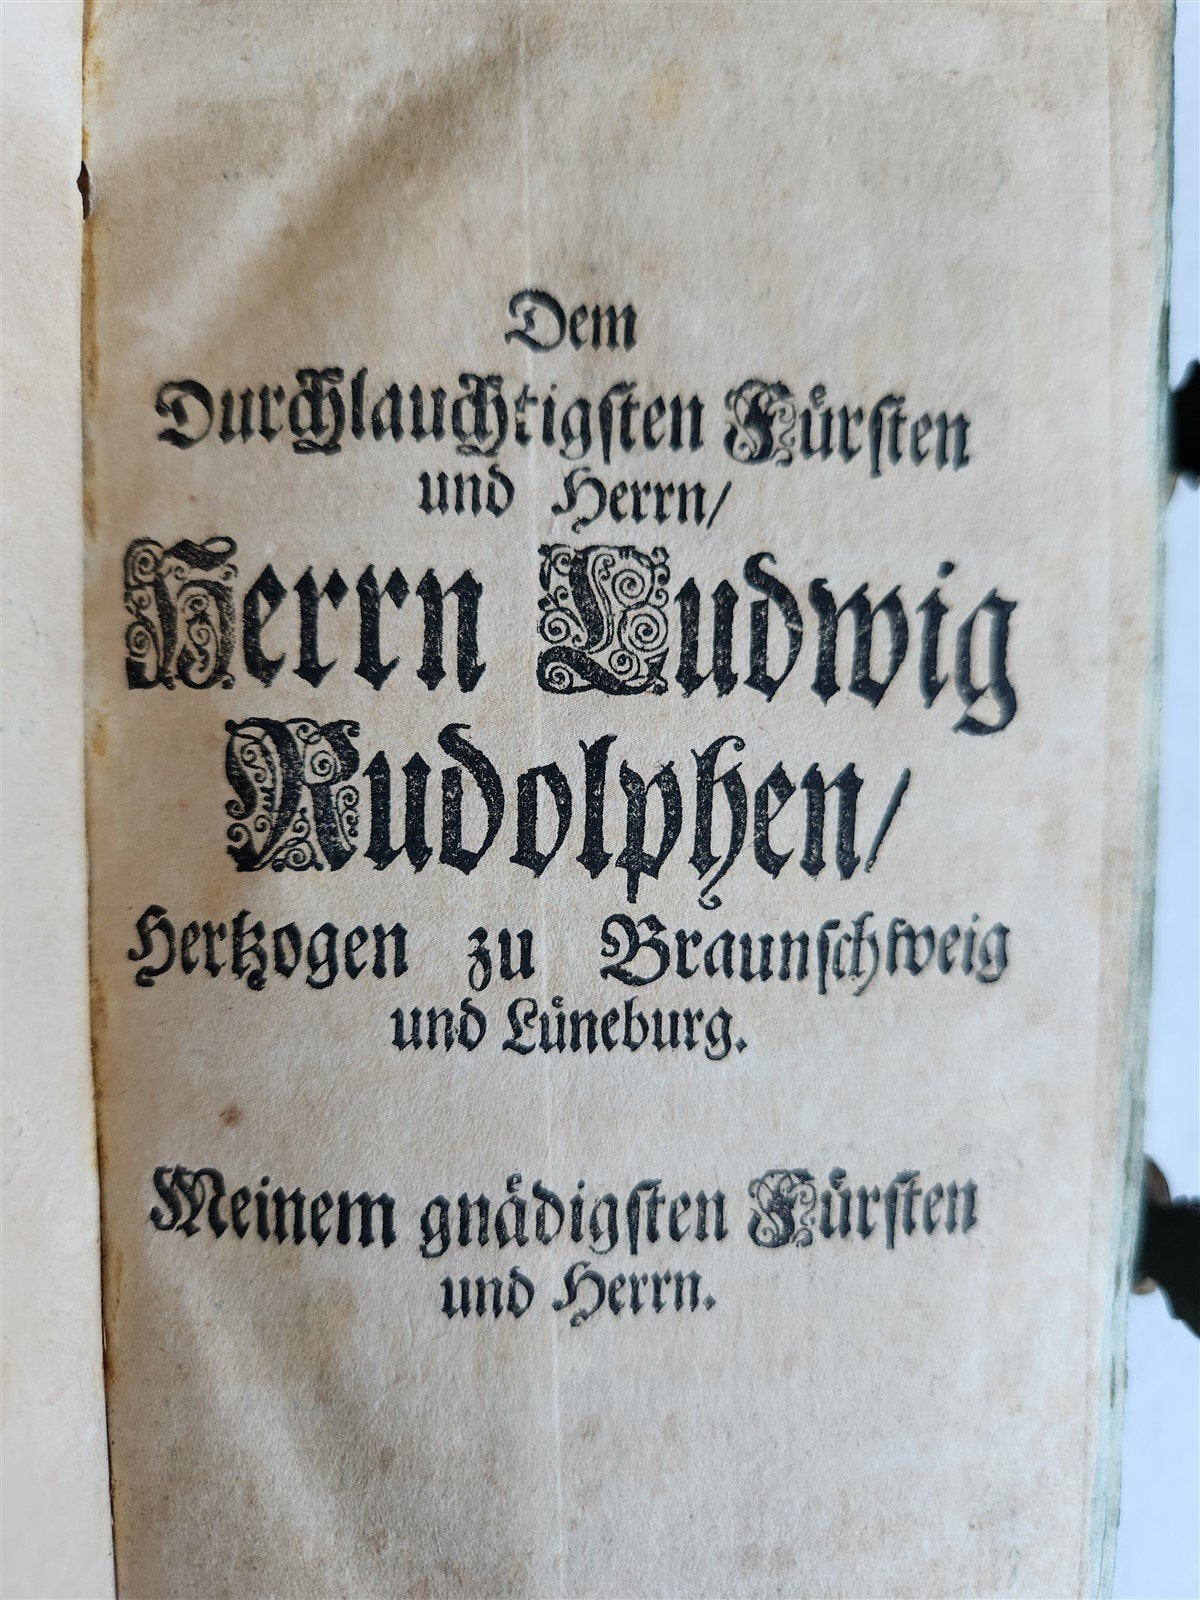 Dem
Durchlauchtigsten Fürsten
und Herrn/
Herrn Ludwig
Rudolphen/
Hertzogen zu Braunschweig
und Lüneburg.
Meinem gnädigsten Fürsten
und Herrn.